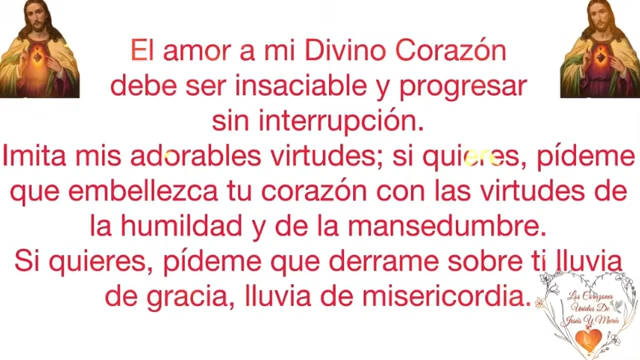 El amor a mi Divino Corazón
debe ser insaciable y progresar
sin interrupción.
Imita mis adorables virtudes; si quieres, pídeme
que embellezca tu corazón con las virtudes de
la humildad y de la mansedumbre.
Si quieres, pídeme que derrame sobre ti lluvia
de gracia, lluvia de misericordia.
Los Corazones
Unidos De
Jesús Y María